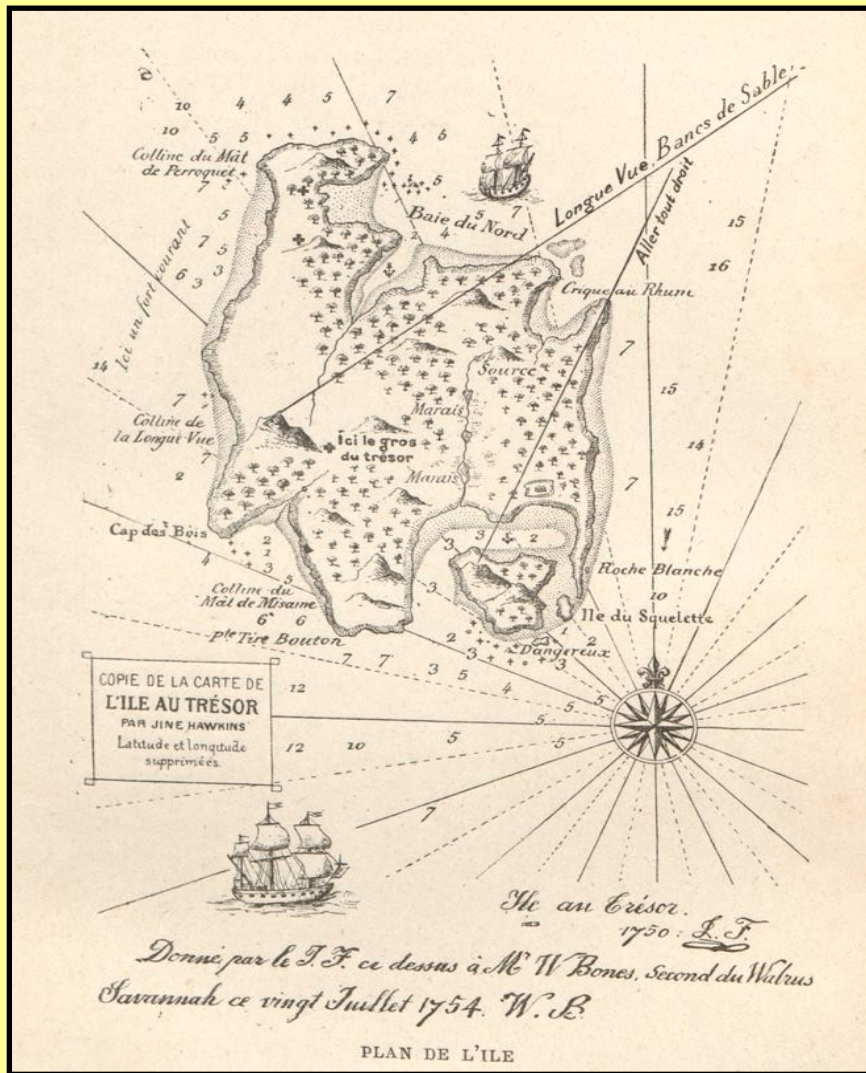 Colline du Mât
de Perroquet
Ici un fort courant
Baie du Nord
Longue Vue, Bancs de Sable,
Aller tout droit
Crique au Rhum
Source
Marais
Marais
Colline de
la Longue Vue
Ici le gros
du trésor
Cap des Bois
Colline du
Mât de Misaine
Pte Tire Bouton
Roche Blanche
Ile du Squelette
Dangereux
COPIE DE LA CARTE DE
L'ILE AU TRÉSOR
PAR JINE HAWKINS
Latitude et longitude
supprimées.
Ile au Trésor.
1750 : J. F.
Donné par le J. F. ci dessus à Mr W Bones, Second du Walrus
Savannah ce vingt Juillet 1754. W. B.
PLAN DE L'ILE